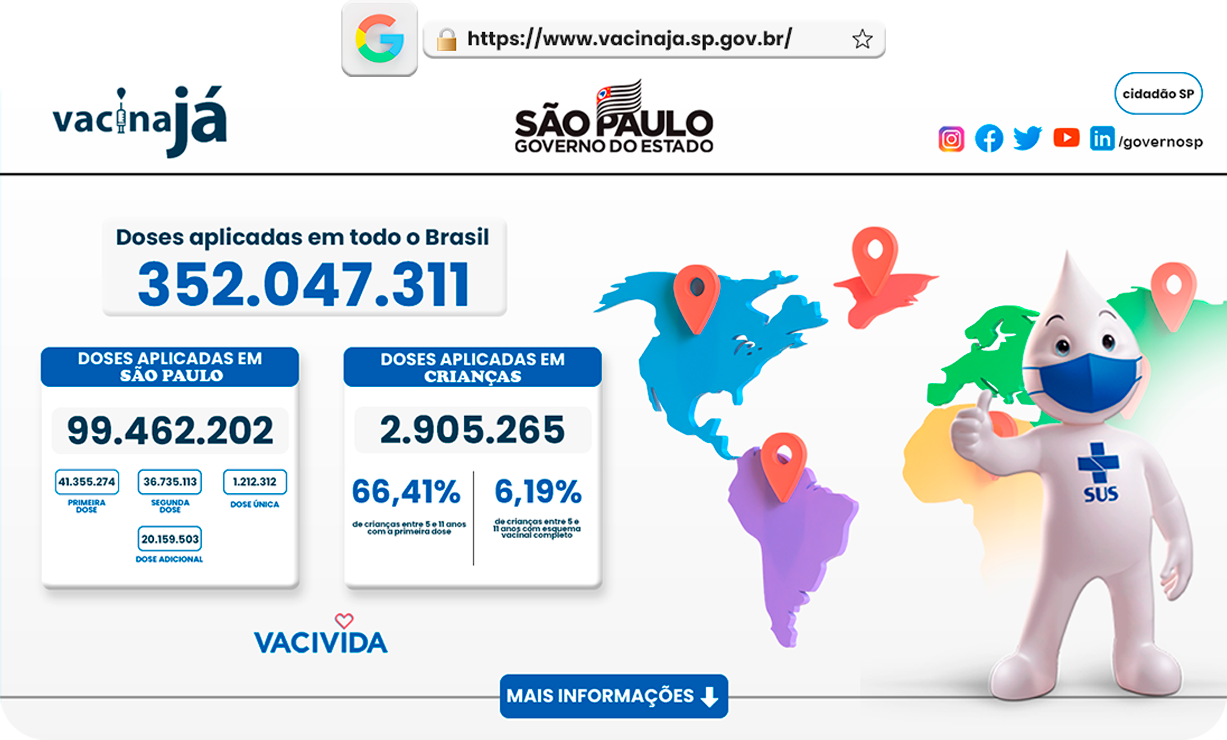 https://www.vacinaja.sp.gov.br/
vacinajá
SÃO PAULO
GOVERNO DO ESTADO
cidadão SP
/governosp
Doses aplicadas em todo o Brasil
352.047.311
DOSES APLICADAS EM
SÃO PAULO
99.462.202
41.355.274
PRIMEIRA
DOSE
36.735.113
SEGUNDA
DOSE
1.212.312
DOSE ÚNICA
20.159.503
DOSE ADICIONAL
DOSES APLICADAS EM
CRIANÇAS
2.905.265
66,41%
de crianças entre 5 e 11 anos
com a primeira dose
6,19%
de crianças entre 5 e
11 anos com esquema
vacinal completo
SUS
VACIVIDA
MAIS INFORMAÇÕES